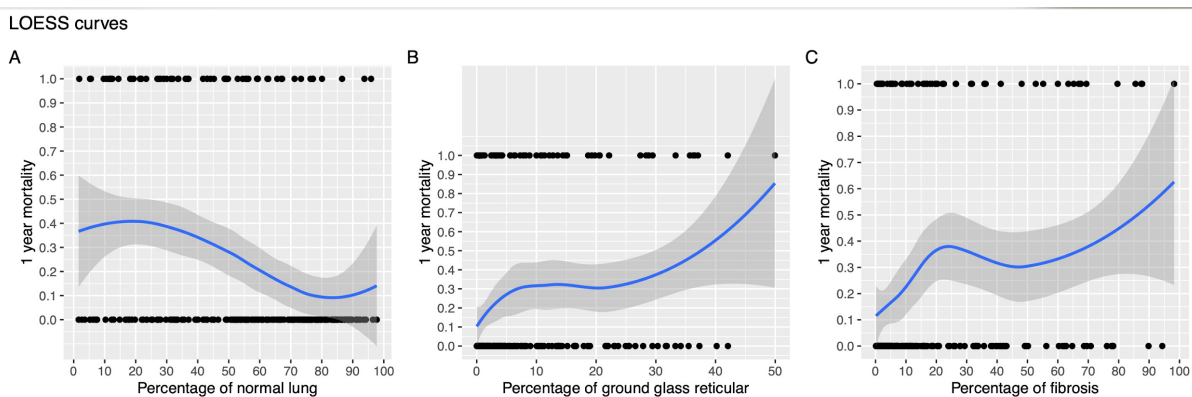 LOESS curves
A
1.0
0.9
0.8
0.7
0.6
0.5
0.4
0.3
0.2
0.1
0.0
1 year mortality
0 10 20 30 40 50 60 70 80 90 100
Percentage of normal lung
B
1.0
0.9
0.8
0.7
0.6
0.5
0.4
0.3
0.2
0.1
0.0
1 year mortality
0 10 20 30 40 50
Percentage of ground glass reticular
C
1.0
0.9
0.8
0.7
0.6
0.5
0.4
0.3
0.2
0.1
0.0
1 year mortality
0 10 20 30 40 50 60 70 80 90 100
Percentage of fibrosis